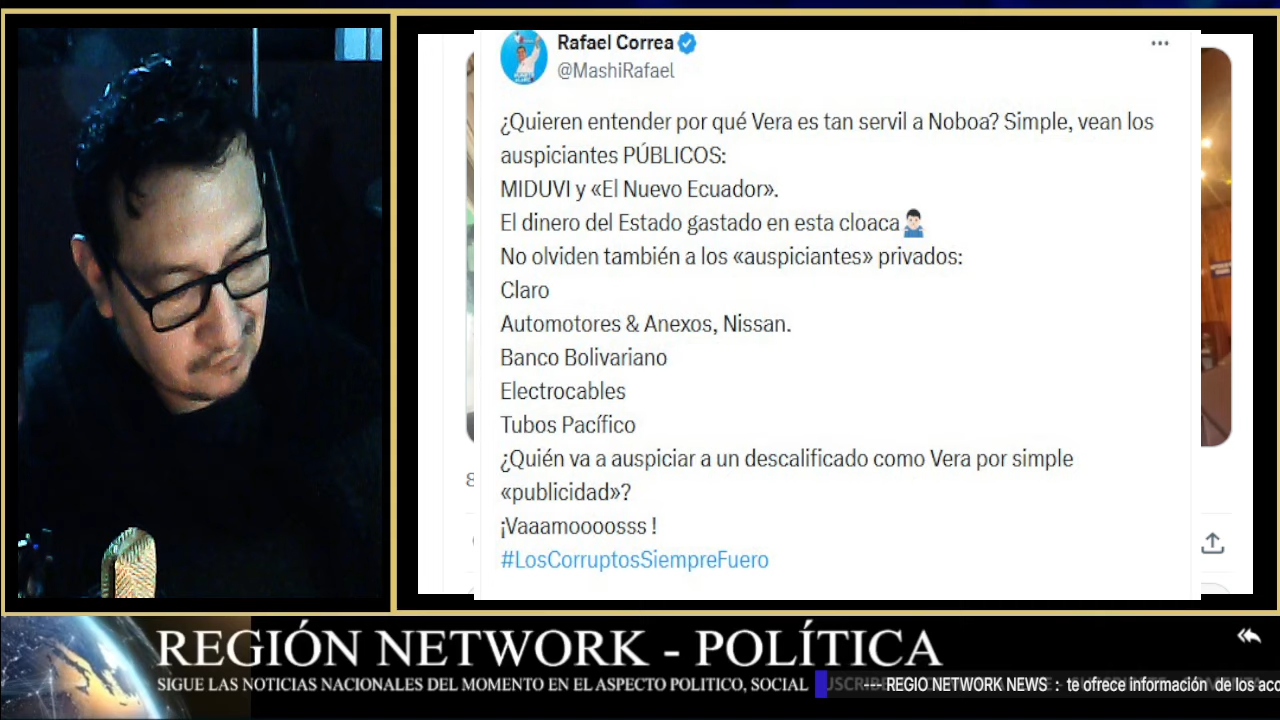 Rafael Correa
@MashiRafael
¿Quieren entender por qué Vera es tan servil a Noboa? Simple, vean los
auspiciantes PÚBLICOS:
MIDUVI y «El Nuevo Ecuador».
El dinero del Estado gastado en esta cloaca🤷🏻‍♂️
No olviden también a los «auspiciantes» privados:
Claro
Automotores & Anexos, Nissan.
Banco Bolivariano
Electrocables
Tubos Pacífico
¿Quién va a auspiciar a un descalificado como Vera por simple
«publicidad»?
¡Vaaamoooosss !
#LosCorruptosSiempreFuero
REGIÓN NETWORK - POLÍTICA
SIGUE LAS NOTICIAS NACIONALES DEL MOMENTO EN EL ASPECTO POLITICO, SOCIAL
--- REGIO NETWORK NEWS : te ofrece información de los aco